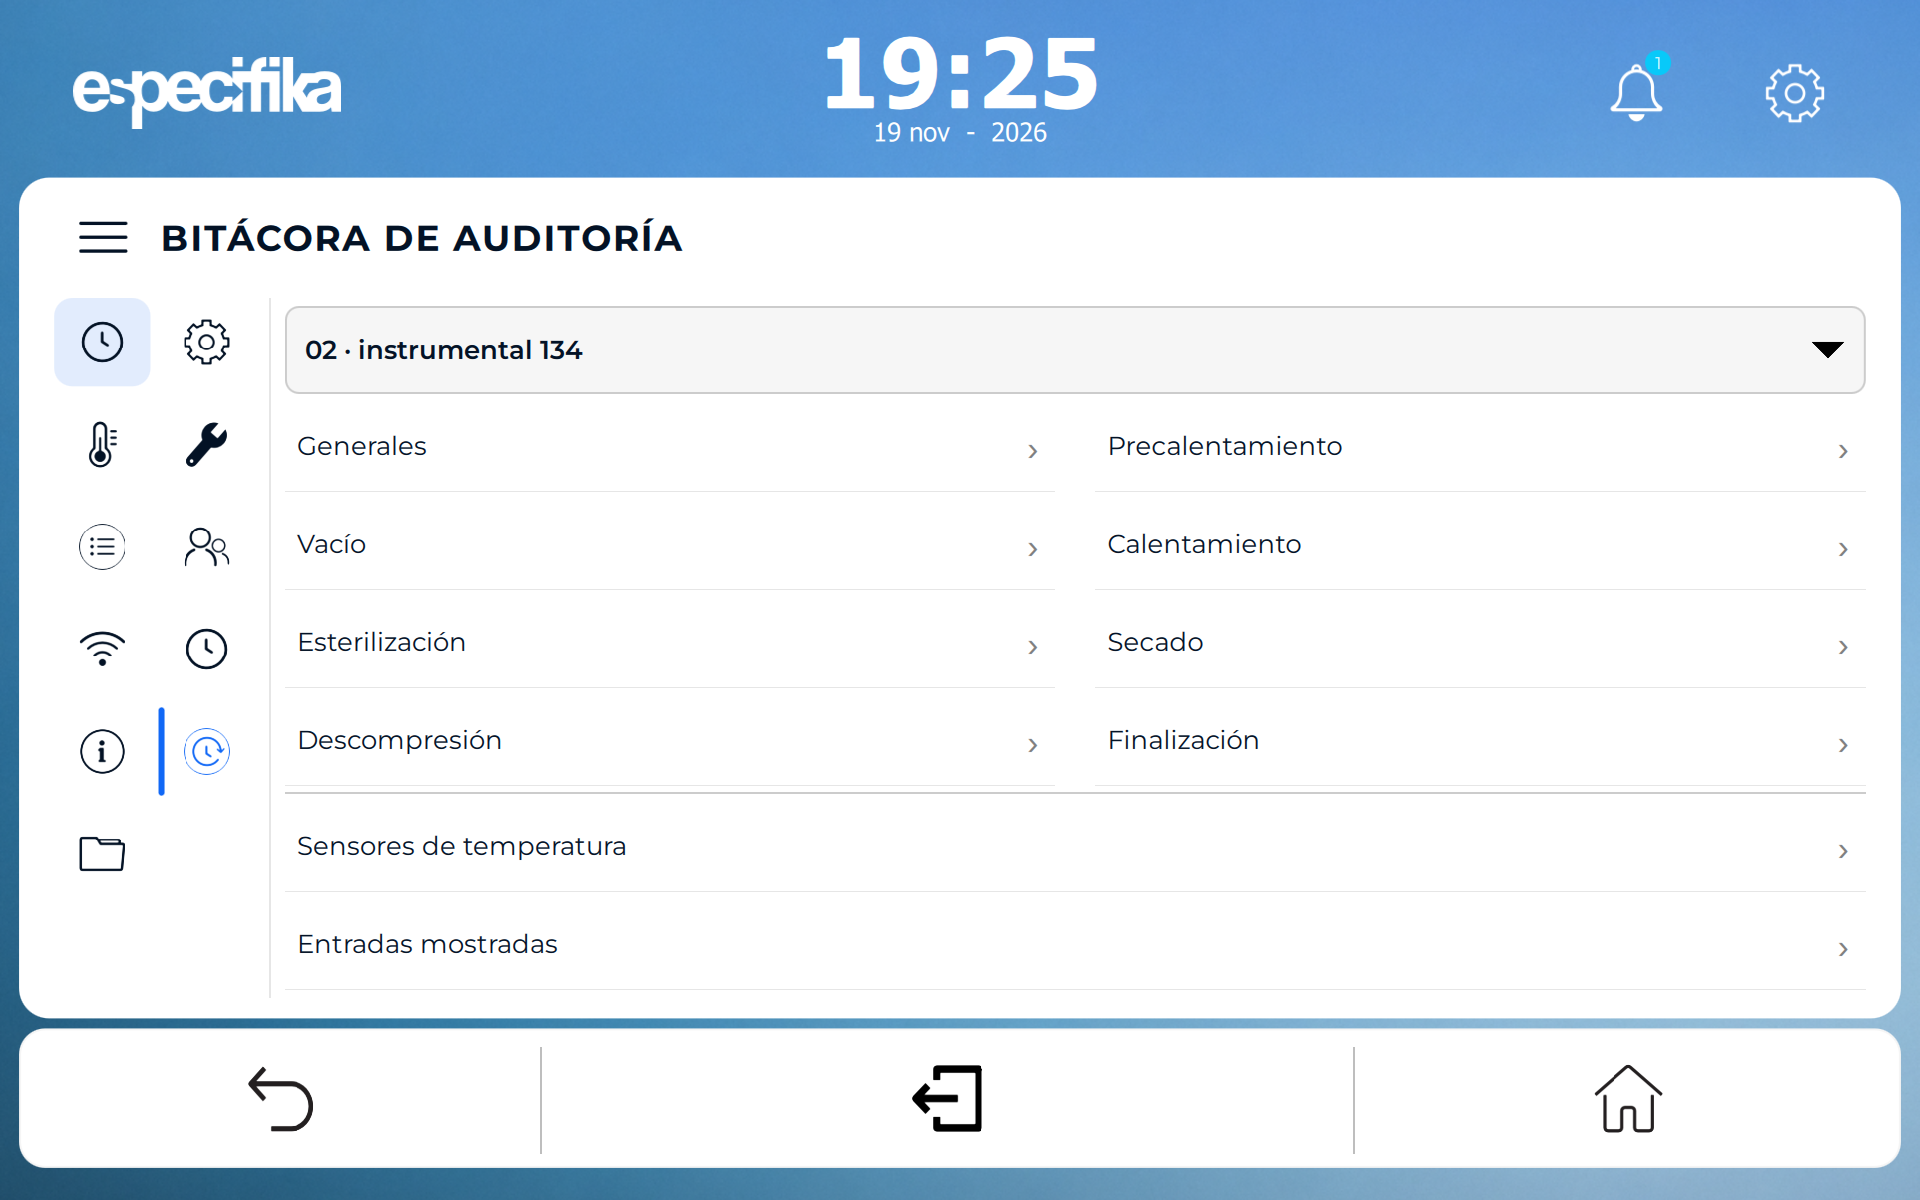 especifika
19:25
19 nov - 2026
1
BITÁCORA DE AUDITORÍA
02 · instrumental 134
Generales
Precalentamiento
Vacío
Calentamiento
Esterilización
Secado
Descompresión
Finalización
Sensores de temperatura
Entradas mostradas